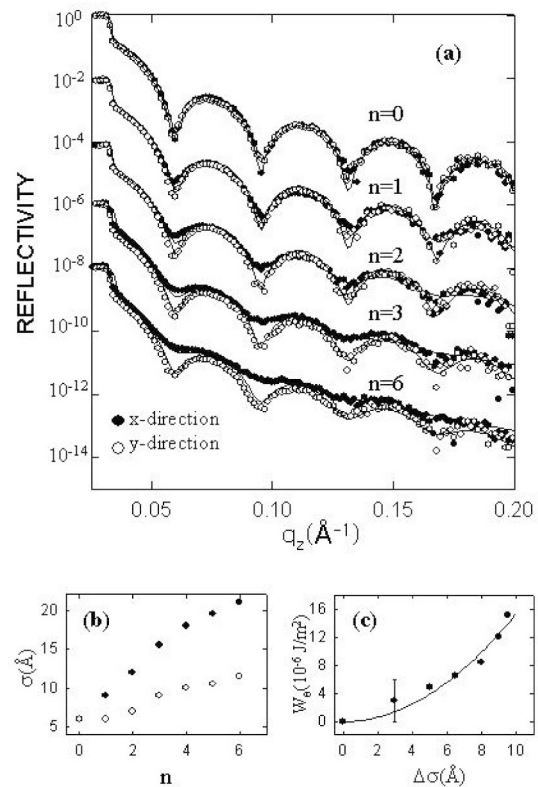 10⁰
10⁻²
10⁻⁴
10⁻⁶
10⁻⁸
10⁻¹⁰
10⁻¹²
10⁻¹⁴
REFLECTIVITY
(a)
n=0
n=1
n=2
n=3
n=6
x-direction
y-direction
0.05 0.10 0.15 0.20
q_z(Å⁻¹)
(b)
20
15
10
5
σ(Å)
0 2 4 6
n
(c)
16
12
8
4
0
Wₐ(10⁻⁶ J/m²)
0 2 4 6 8 10
Δσ(Å)